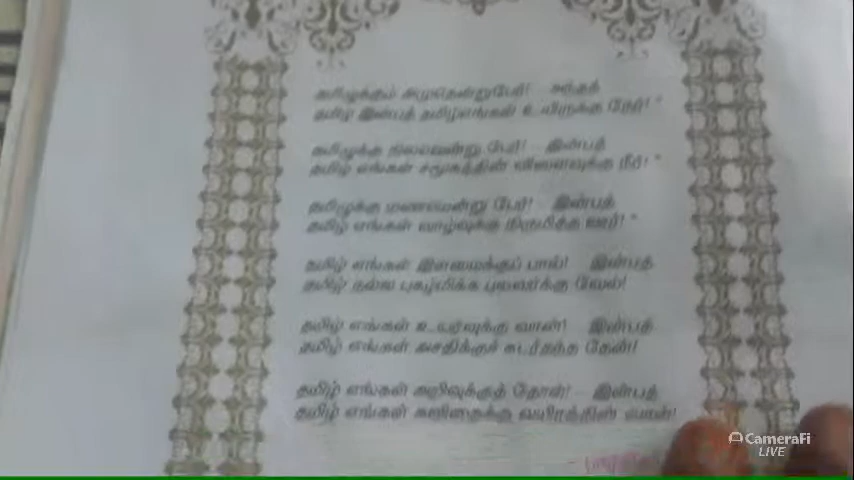 தமிழுக்கும் அமுதென்றுபேர்! அந்தத்
தமிழ் இன்பத் தமிழ்எங்கள் உயிருக்கு நேர்! "
தமிழுக்கு நிலவென்று பேர்! இன்பத்
தமிழ் எங்கள் சமூகத்தின் விளைவுக்கு நீர்! "
தமிழுக்கு மணமென்று பேர்! இன்பத்
தமிழ் எங்கள் வாழ்வுக்கு நிருமித்த ஊர்! "
தமிழ் எங்கள் இளமைக்குப் பால்! இன்பத்
தமிழ் நல்ல புகழ்மிக்க புலவர்க்கு வேல்!
தமிழ் எங்கள் உயர்வுக்கு வான்! இன்பத்
தமிழ் எங்கள் அசதிக்குச் சுடர்தந்த தேன்!
தமிழ் எங்கள் அறிவுக்குத் தோள்! இன்பத்
தமிழ் எங்கள் கவிதைக்கு வயிரத்தின் வாள்!
CameraFi
LIVE